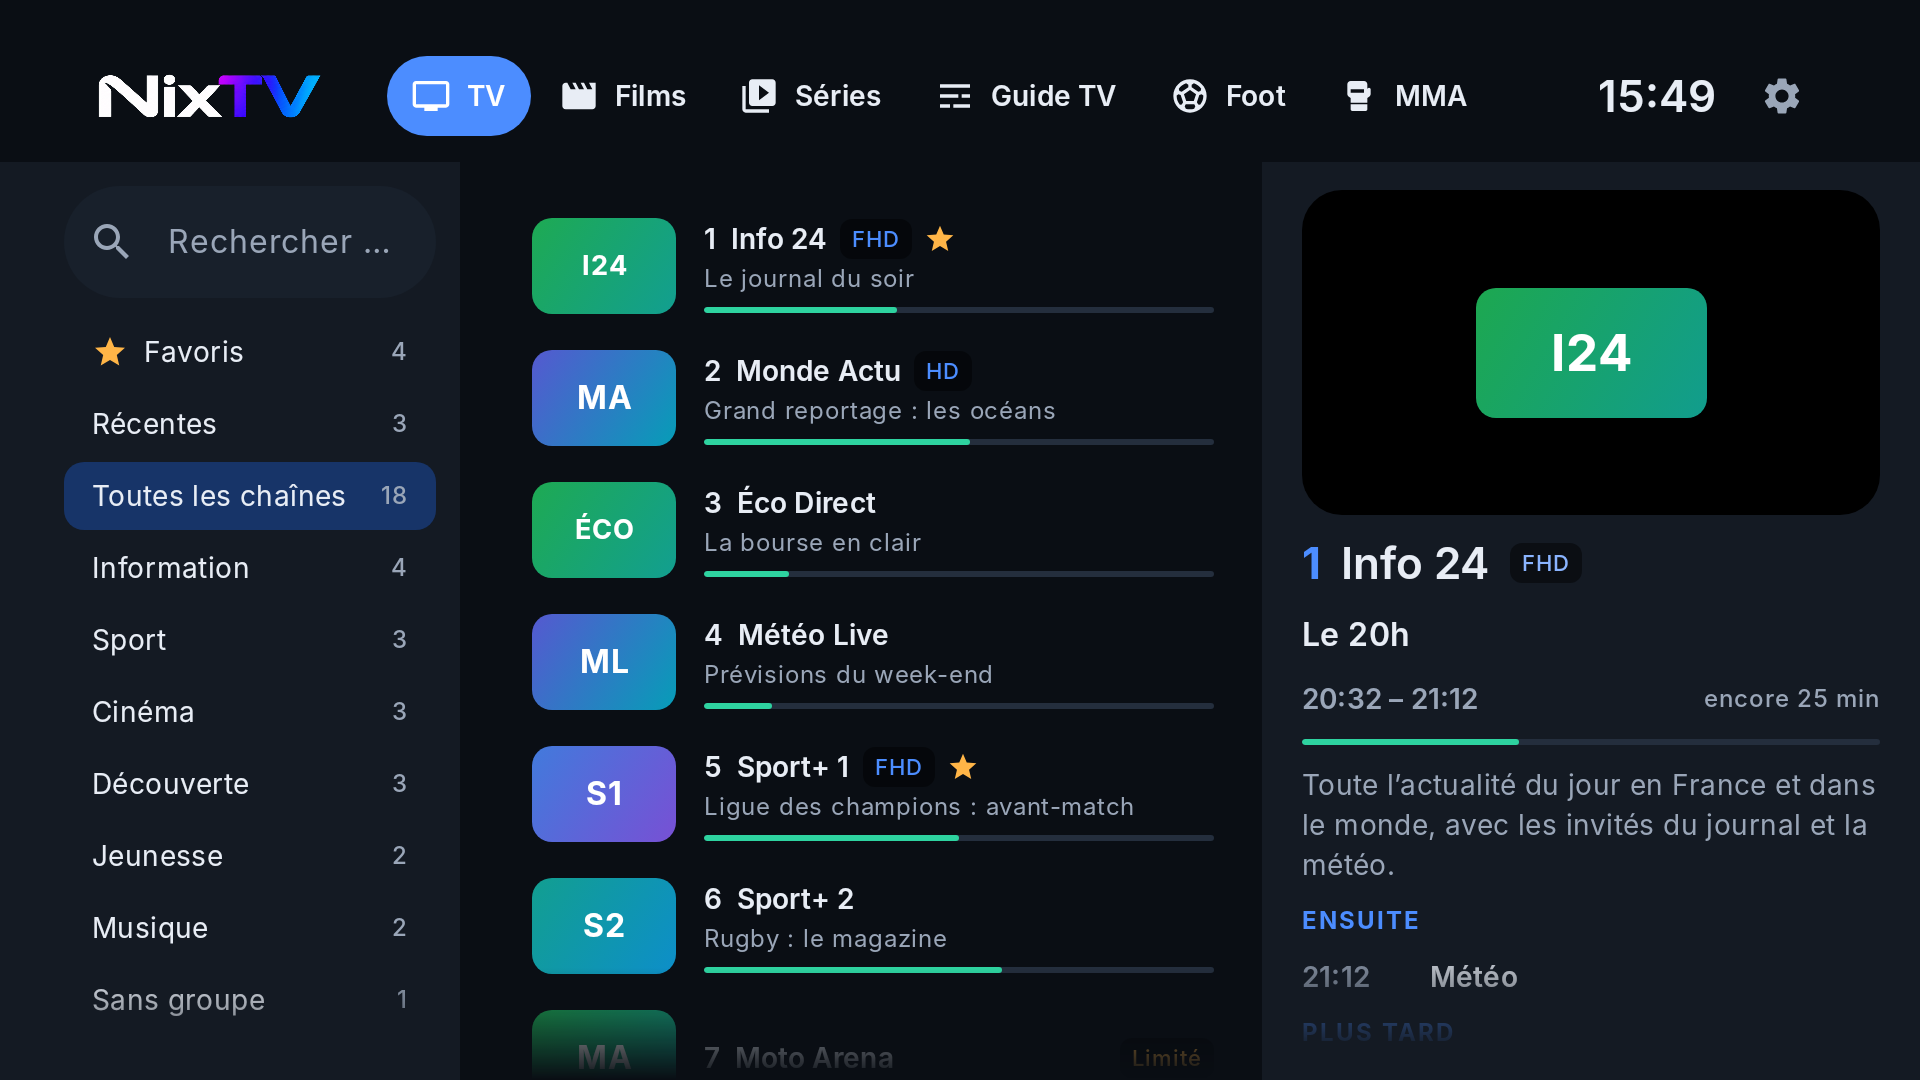 NixTV
TV
Films
Séries
Guide TV
Foot
MMA
15:49
Rechercher ...
Favoris 4
Récentes 3
Toutes les chaînes 18
Information 4
Sport 3
Cinéma 3
Découverte 3
Jeunesse 2
Musique 2
Sans groupe 1
I24
1 Info 24 FHD
Le journal du soir
MA
2 Monde Actu HD
Grand reportage : les océans
ÉCO
3 Éco Direct
La bourse en clair
ML
4 Météo Live
Prévisions du week-end
S1
5 Sport+ 1 FHD
Ligue des champions : avant-match
S2
6 Sport+ 2
Rugby : le magazine
MA
7 Moto Arena Limité
I24
1 Info 24 FHD
Le 20h
20:32 – 21:12 encore 25 min
Toute l’actualité du jour en France et dans
le monde, avec les invités du journal et la
météo.
ENSUITE
21:12 Météo
PLUS TARD